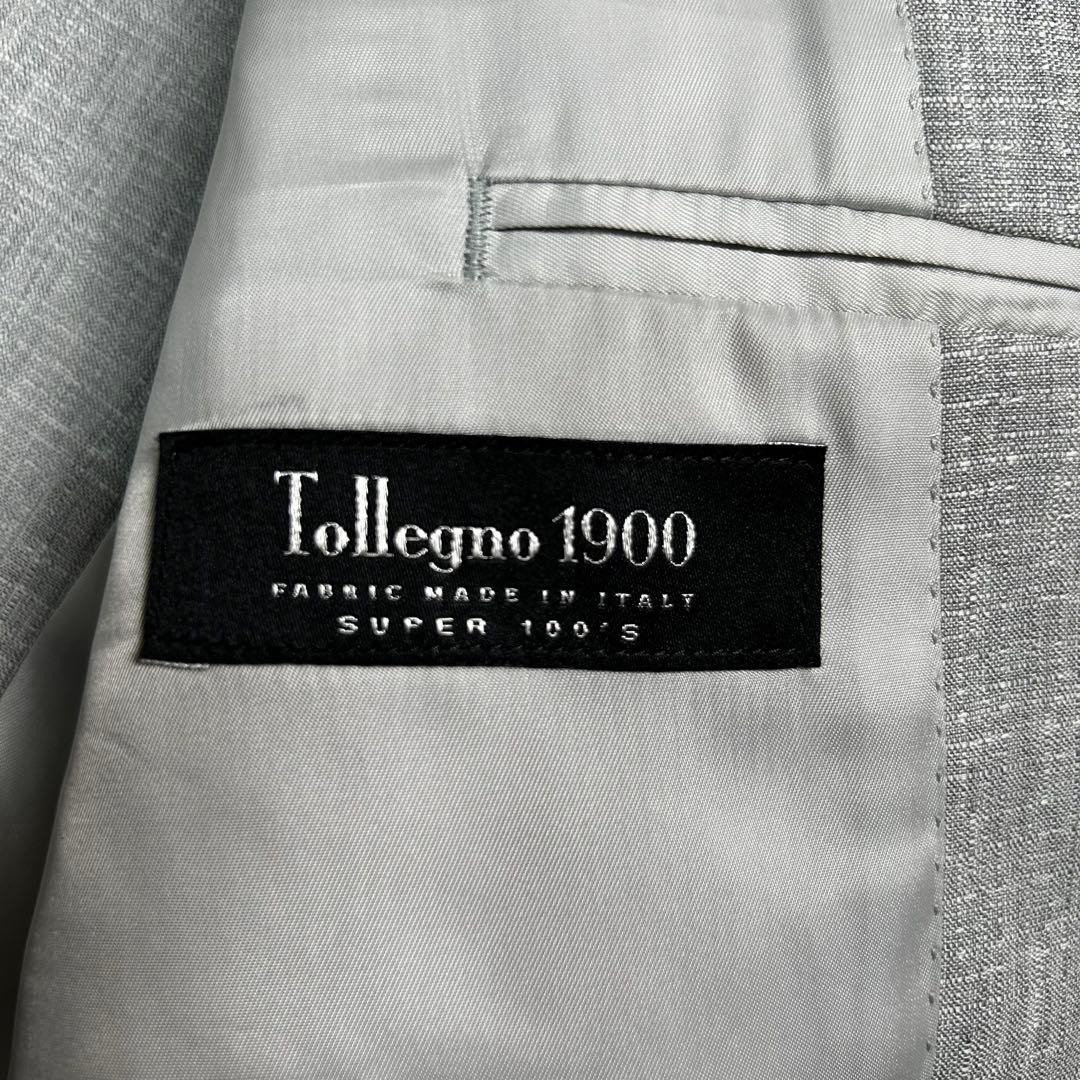 Tollegno 1900
FABRIC MADE IN ITALY
SUPER 100'S